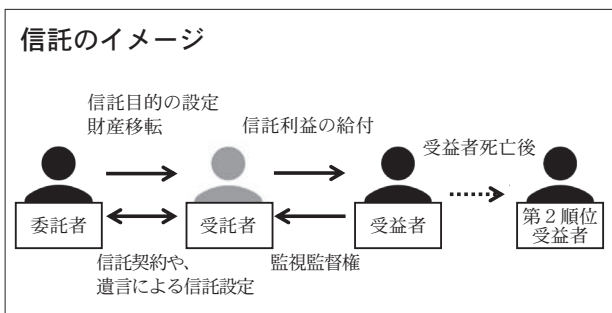 信託のイメージ
信託目的の設定
財産移転
信託利益の給付
受益者死亡後
委託者
受託者
受益者
第2順位
受益者
信託契約や、
遺言による信託設定
監視監督権